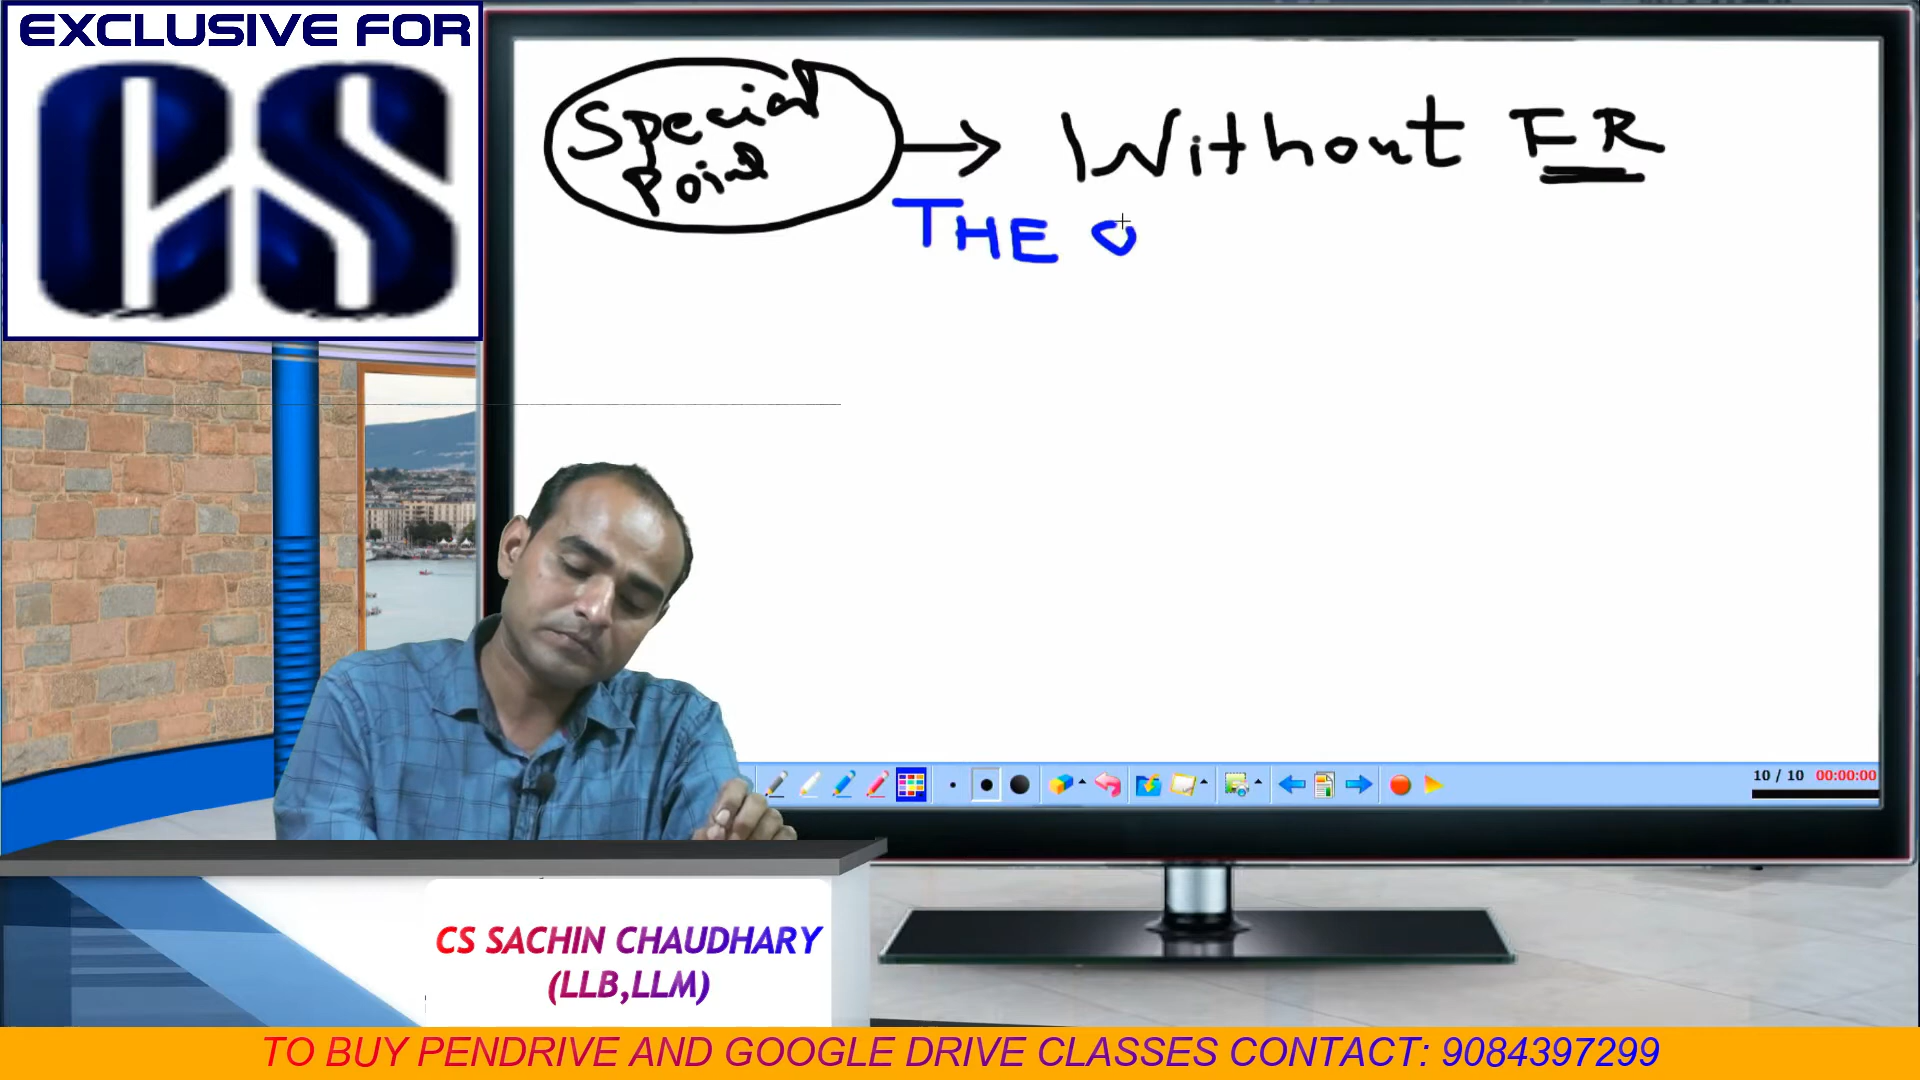 EXCLUSIVE FOR
CS
Special
Point
→ Without FR
THE O
10 / 10 00:00:00
CS SACHIN CHAUDHARY
(LLB,LLM)
TO BUY PENDRIVE AND GOOGLE DRIVE CLASSES CONTACT: 9084397299